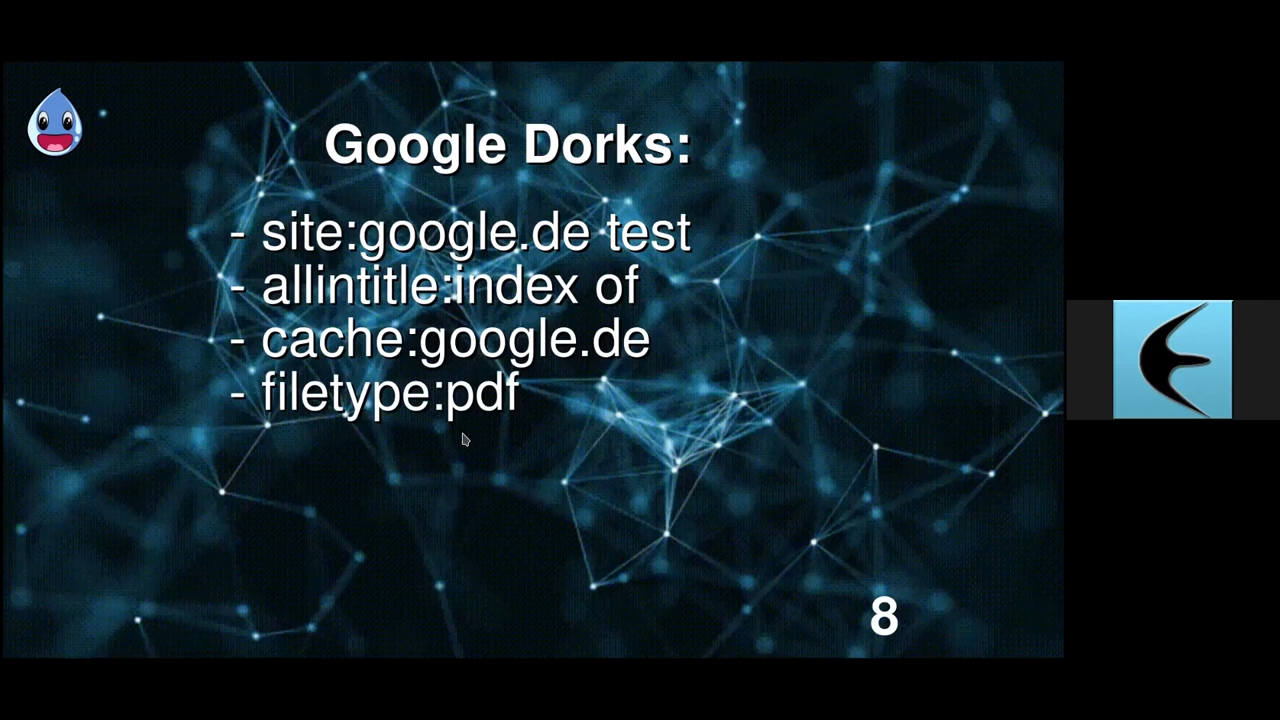 Google Dorks:
- site:google.de test
- allintitle:index of
- cache:google.de
- filetype:pdf
8